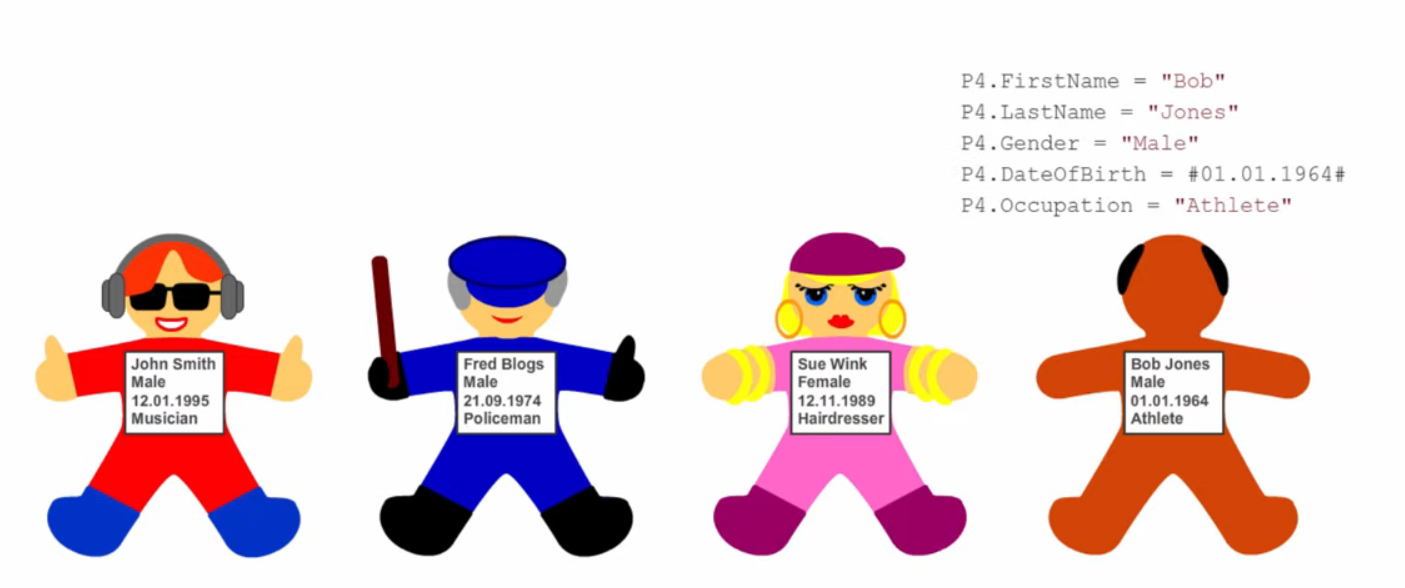 P4.FirstName = "Bob"
P4.LastName = "Jones"
P4.Gender = "Male"
P4.DateOfBirth = #01.01.1964#
P4.Occupation = "Athlete"
John Smith
Male
12.01.1995
Musician
Fred Blogs
Male
21.09.1974
Policeman
Sue Wink
Female
12.11.1989
Hairdresser
Bob Jones
Male
01.01.1964
Athlete